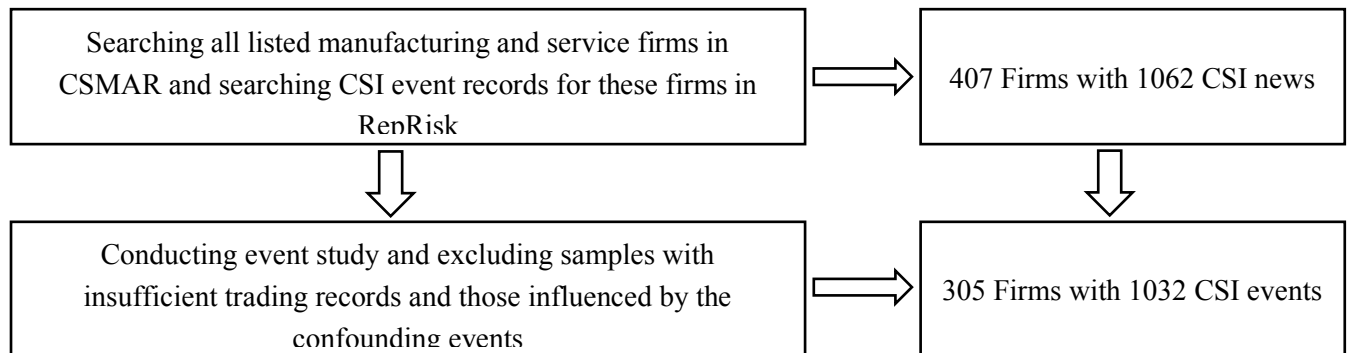 Searching all listed manufacturing and service firms in
CSMAR and searching CSI event records for these firms in
RepRisk
407 Firms with 1062 CSI news
Conducting event study and excluding samples with
insufficient trading records and those influenced by the
confounding events
305 Firms with 1032 CSI events